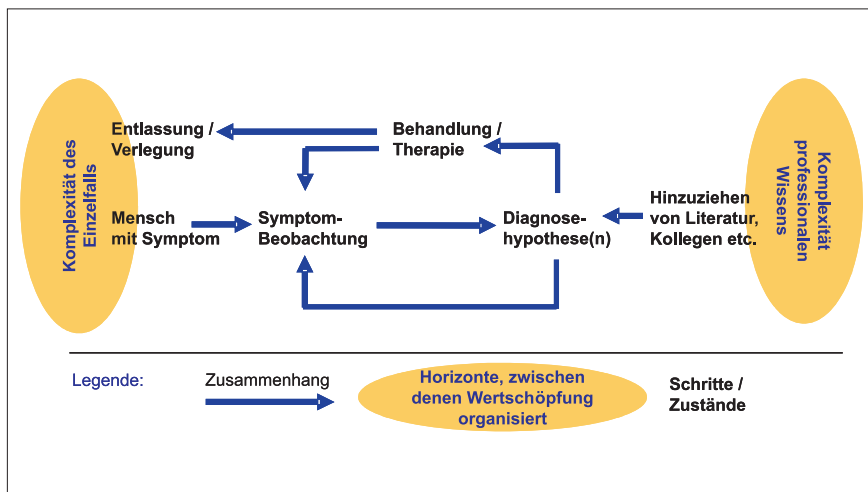 Komplexität des
Einzelfalls
Entlassung /
Verlegung
Behandlung /
Therapie
Mensch
mit Symptom
Symptom-
Beobachtung
Diagnose-
hypothese(n)
Hinzuziehen
von Literatur,
Kollegen etc.
Komplexität
professionalen
Wissens
Legende:
Zusammenhang
Horizonte, zwischen
denen Wertschöpfung
organisiert
Schritte /
Zustände